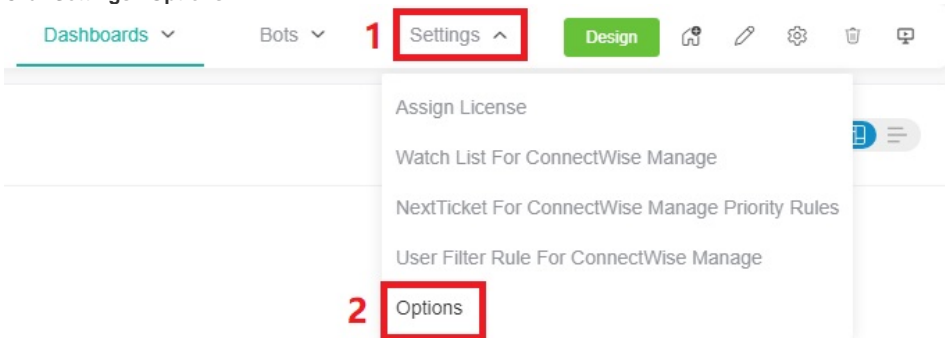 Dashboards Bots 1 Settings Design
Assign License
Watch List For ConnectWise Manage
NextTicket For ConnectWise Manage Priority Rules
User Filter Rule For ConnectWise Manage
2 Options